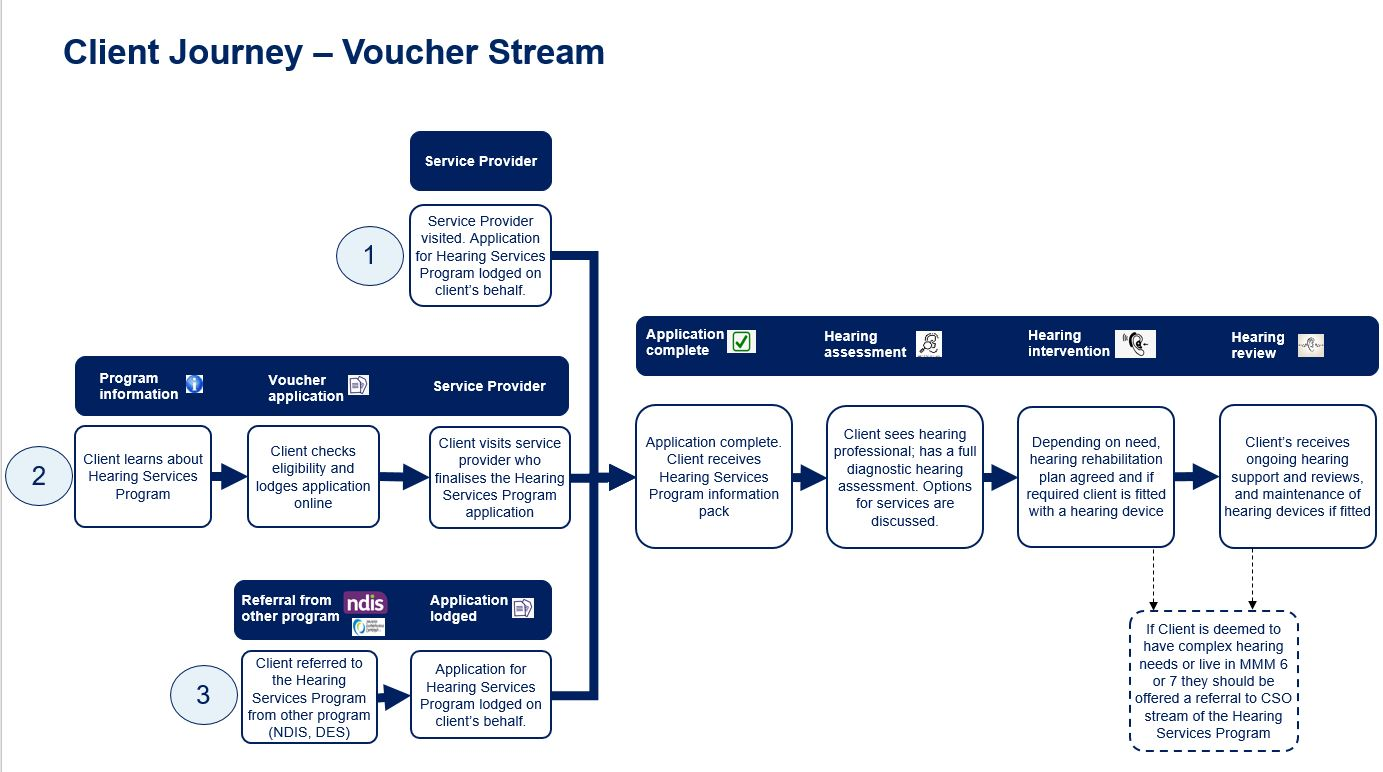 Client Journey – Voucher Stream
Service Provider
1
Service Provider
visited. Application
for Hearing Services
Program lodged on
client’s behalf.
Program
information
Voucher
application
Service Provider
2
Client learns about
Hearing Services
Program
Client checks
eligibility and
lodges application
online
Client visits service
provider who
finalises the Hearing
Services Program
application
Referral from
other program
ndis
Application
lodged
3
Client referred to
the Hearing
Services Program
from other program
(NDIS, DES)
Application for
Hearing Services
Program lodged on
client’s behalf.
Application
complete
Hearing
assessment
Hearing
intervention
Hearing
review
Application complete.
Client receives
Hearing Services
Program information
pack
Client sees hearing
professional; has a full
diagnostic hearing
assessment. Options
for services are
discussed.
Depending on need,
hearing rehabilitation
plan agreed and if
required client is fitted
with a hearing device
Client’s receives
ongoing hearing
support and reviews,
and maintenance of
hearing devices if fitted
If Client is deemed to
have complex hearing
needs or live in MMM 6
or 7 they should be
offered a referral to CSO
stream of the Hearing
Services Program